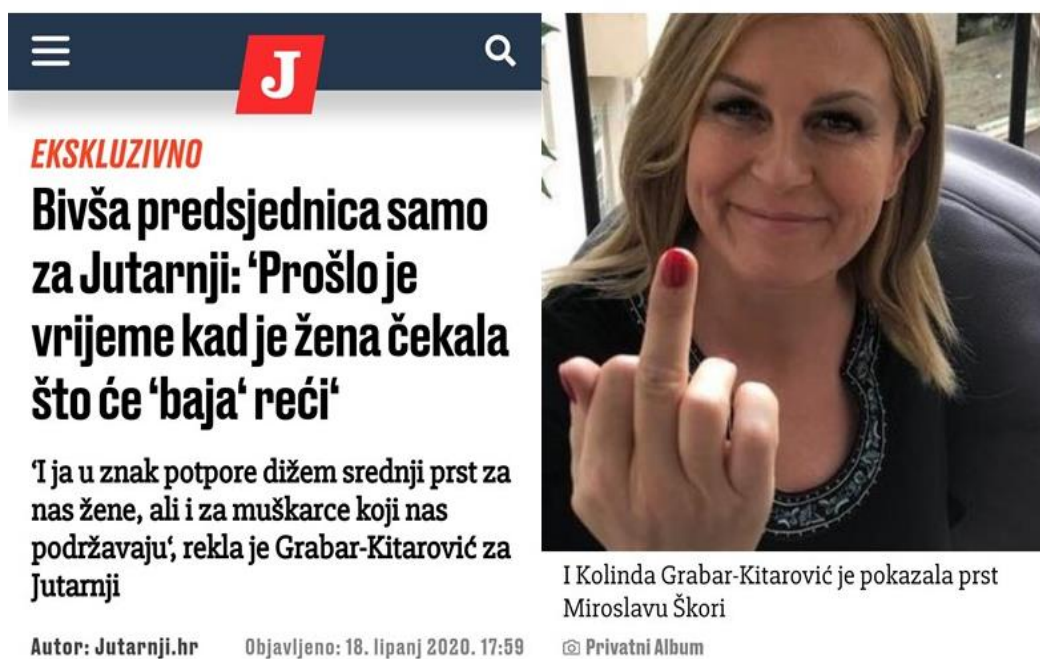 J
EKSKLUZIVNO
Bivša predsjednica samo
za Jutarnji: ‘Prošlo je
vrijeme kad je žena čekala
što će ‘baja‘ reći‘
‘I ja u znak potpore dižem srednji prst za
nas žene, ali i za muškarce koji nas
podržavaju‘, rekla je Grabar-Kitarović za
Jutarnji
Autor: Jutarnji.hr Objavljeno: 18. lipanj 2020. 17:59
I Kolinda Grabar-Kitarović je pokazala prst
Miroslavu Škori
Privatni Album